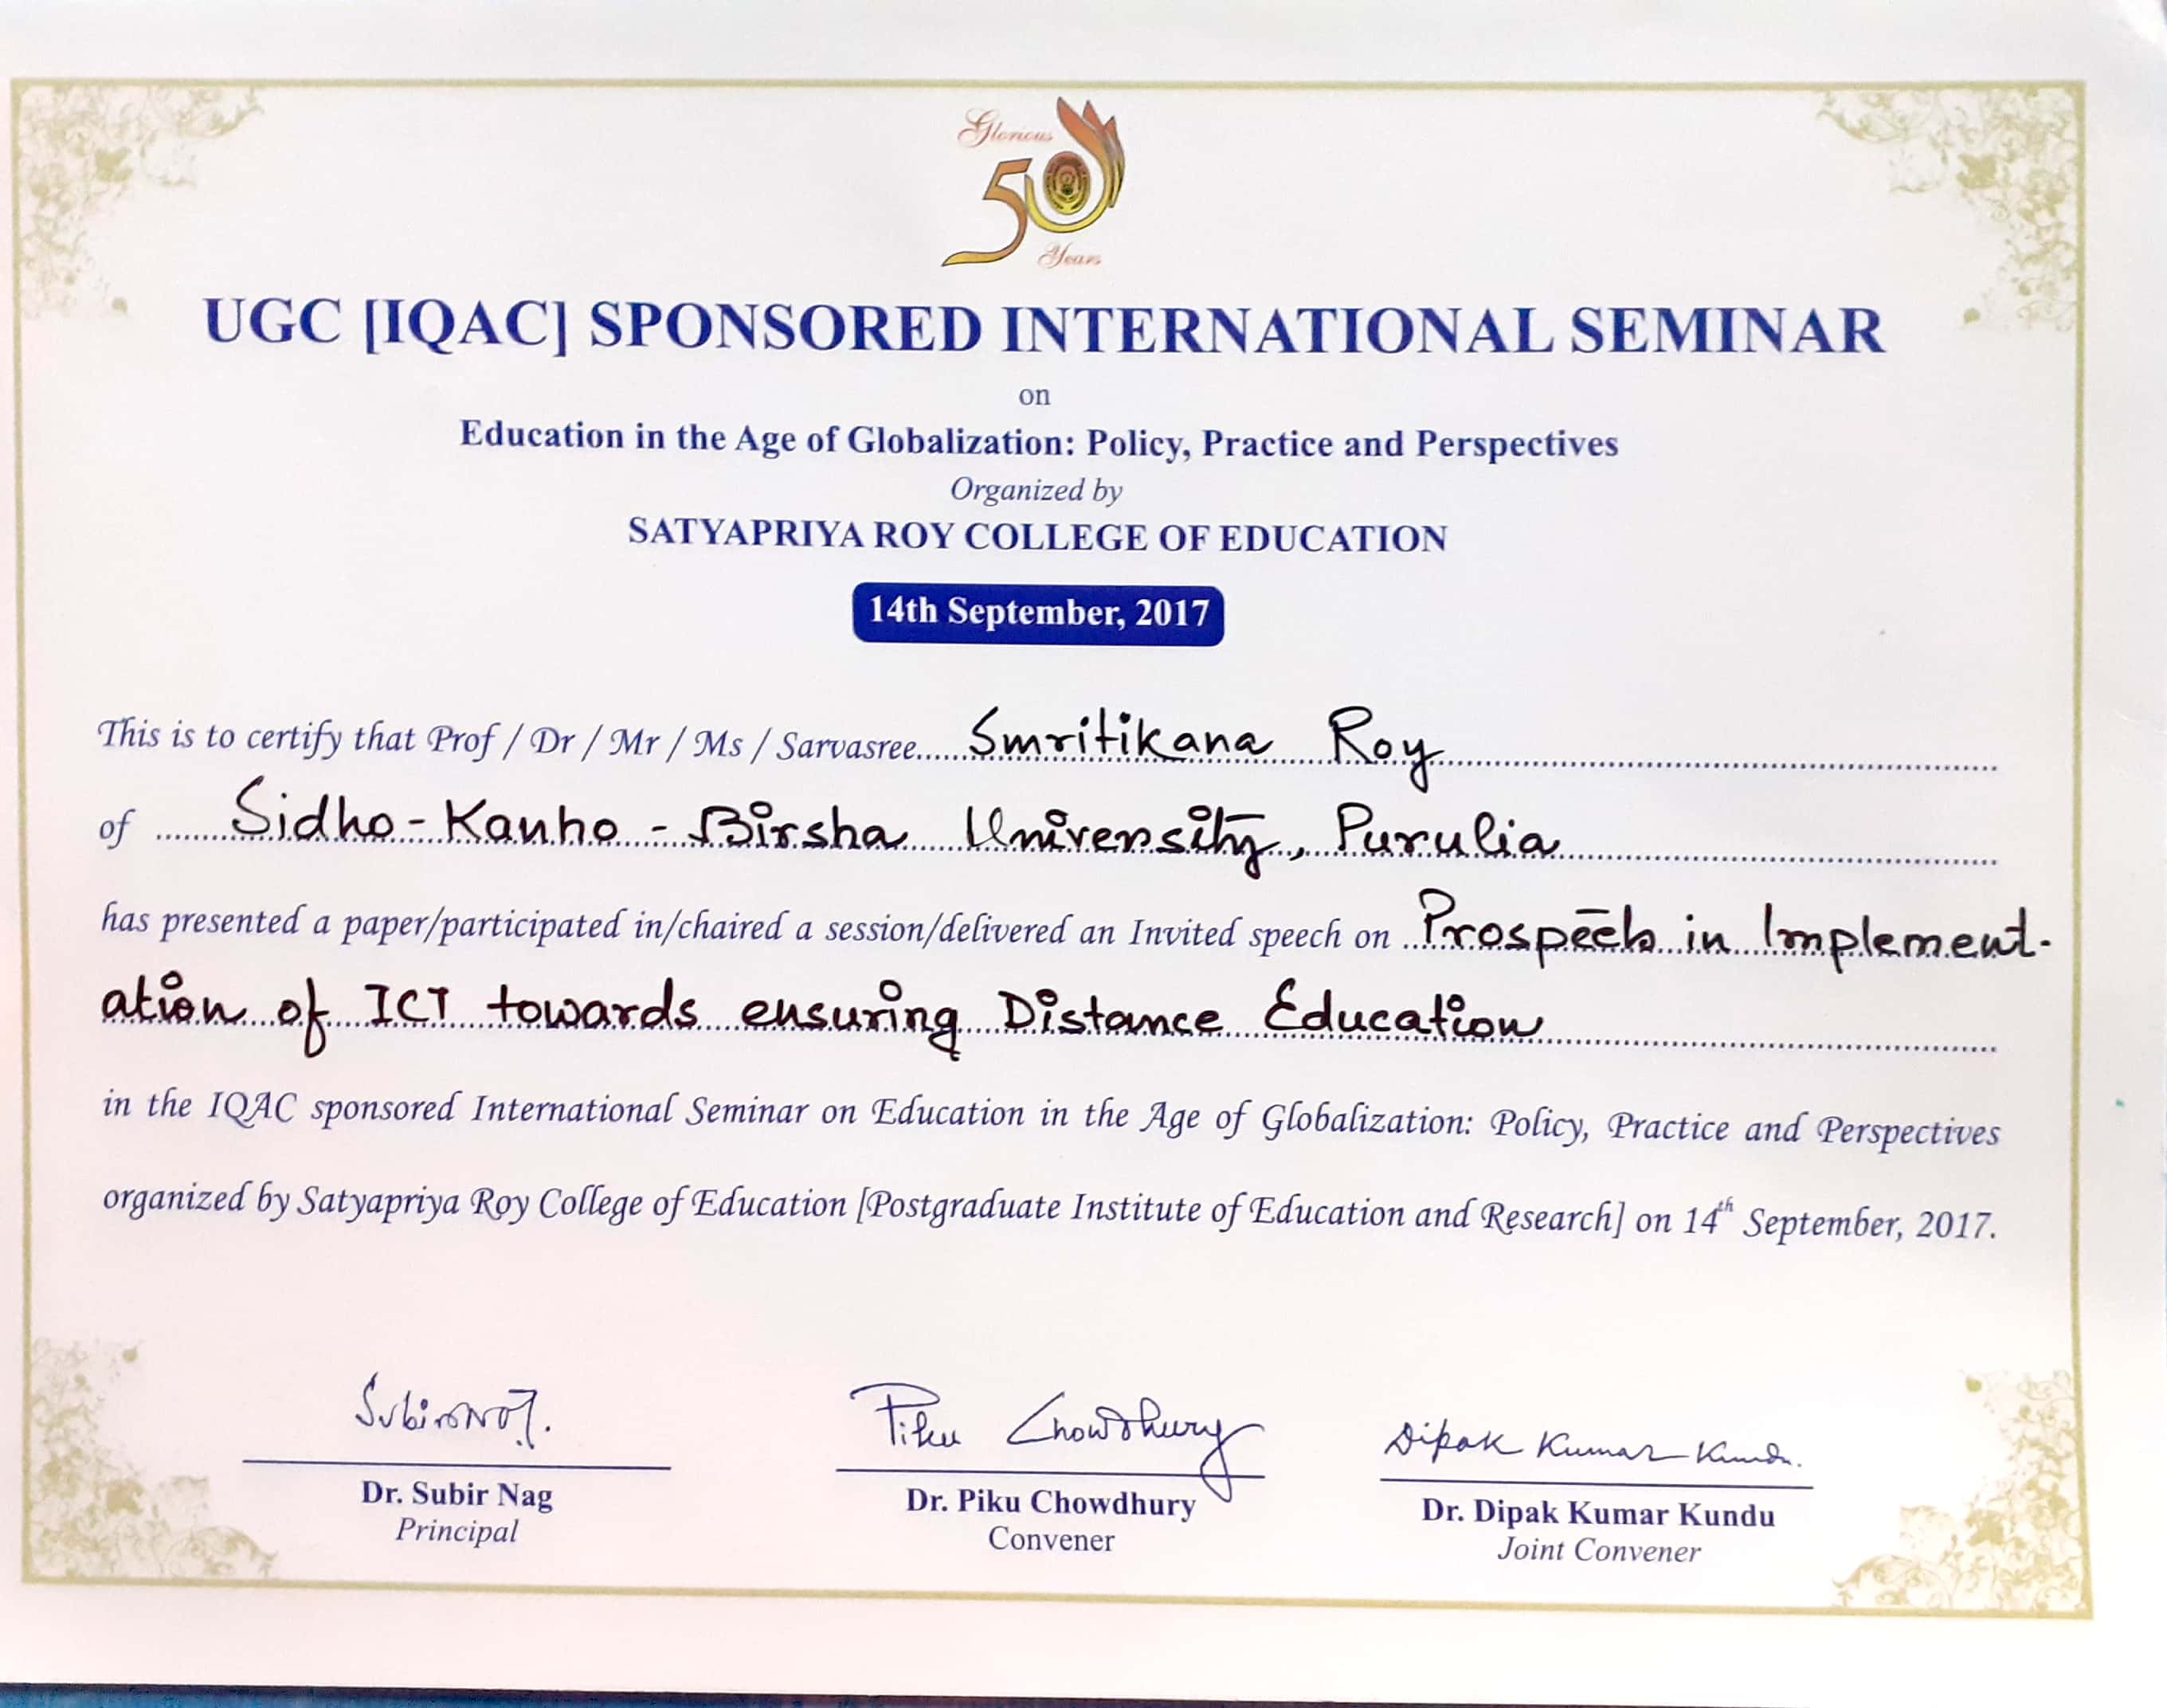 Glorious
50
Years
UGC [IQAC] SPONSORED INTERNATIONAL SEMINAR
on
Education in the Age of Globalization: Policy, Practice and Perspectives
Organized by
SATYAPRIYA ROY COLLEGE OF EDUCATION
14th September, 2017
This is to certify that Prof / Dr / Mr / Ms / Sarvasree..... Smritikana Roy
of Sidho-Kanho-Birsha University, Purulia
has presented a paper/participated in/chaired a session/delivered an Invited speech on Prospects in Implement-
ation of ICT towards ensuring Distance Education
in the IQAC sponsored International Seminar on Education in the Age of Globalization: Policy, Practice and Perspectives
organized by Satyapriya Roy College of Education [Postgraduate Institute of Education and Research] on 14th September, 2017.
Subir Nag. Piku Chowdhury Dipak Kumar Kundu.
Dr. Subir Nag Dr. Piku Chowdhury Dr. Dipak Kumar Kundu
Principal Convener Joint Convener